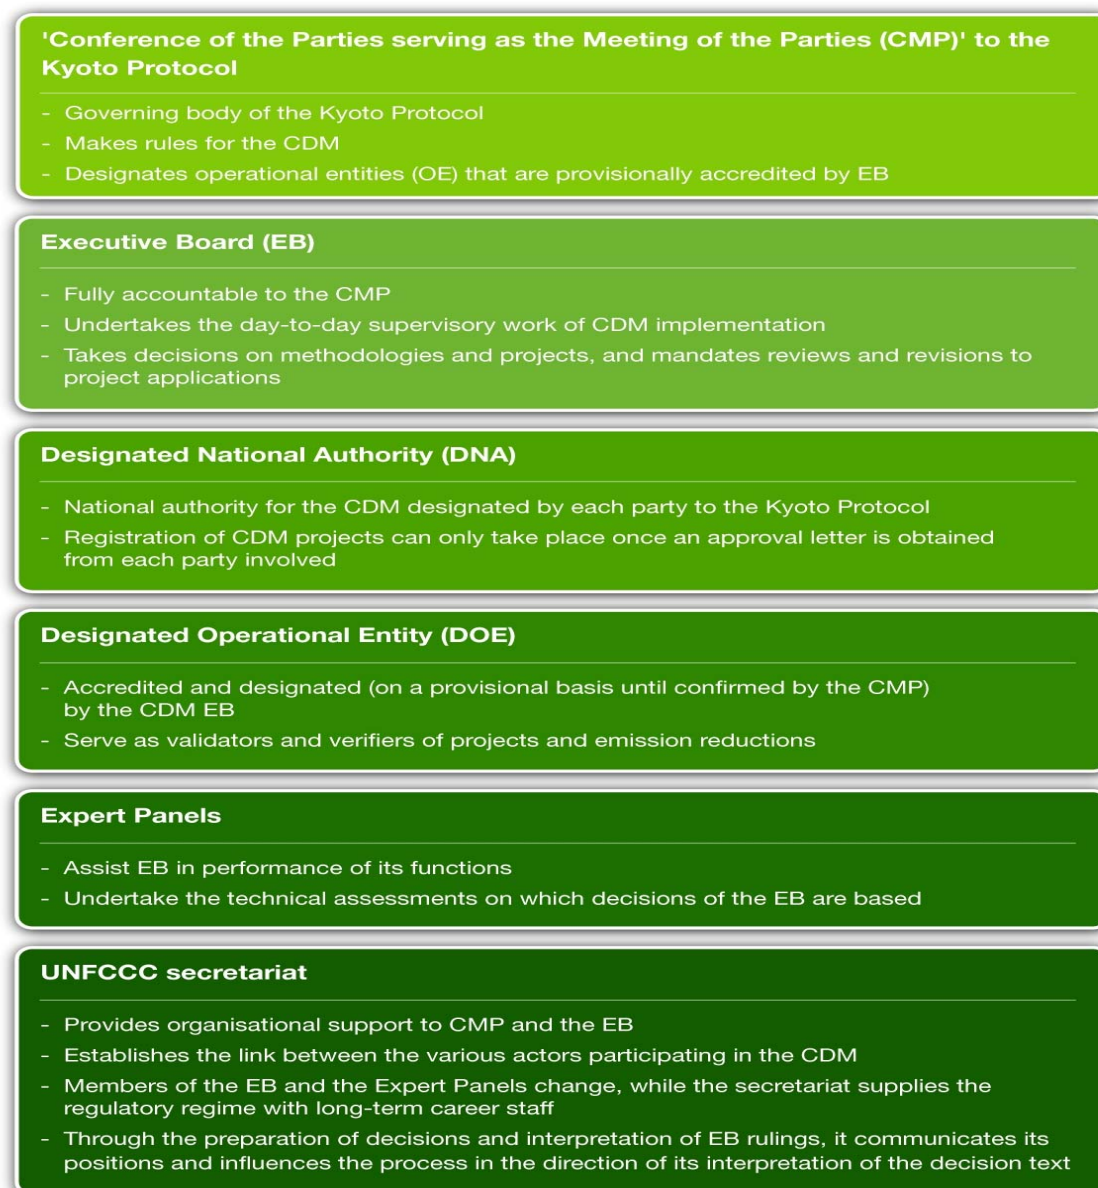 'Conference of the Parties serving as the Meeting of the Parties (CMP)' to the
Kyoto Protocol
- Governing body of the Kyoto Protocol
- Makes rules for the CDM
- Designates operational entities (OE) that are provisionally accredited by EB
Executive Board (EB)
- Fully accountable to the CMP
- Undertakes the day-to-day supervisory work of CDM implementation
- Takes decisions on methodologies and projects, and mandates reviews and revisions to
project applications
Designated National Authority (DNA)
- National authority for the CDM designated by each party to the Kyoto Protocol
- Registration of CDM projects can only take place once an approval letter is obtained
from each party involved
Designated Operational Entity (DOE)
- Accredited and designated (on a provisional basis until confirmed by the CMP)
by the CDM EB
- Serve as validators and verifiers of projects and emission reductions
Expert Panels
- Assist EB in performance of its functions
- Undertake the technical assessments on which decisions of the EB are based
UNFCCC secretariat
- Provides organisational support to CMP and the EB
- Establishes the link between the various actors participating in the CDM
- Members of the EB and the Expert Panels change, while the secretariat supplies the
regulatory regime with long-term career staff
- Through the preparation of decisions and interpretation of EB rulings, it communicates its
positions and influences the process in the direction of its interpretation of the decision text